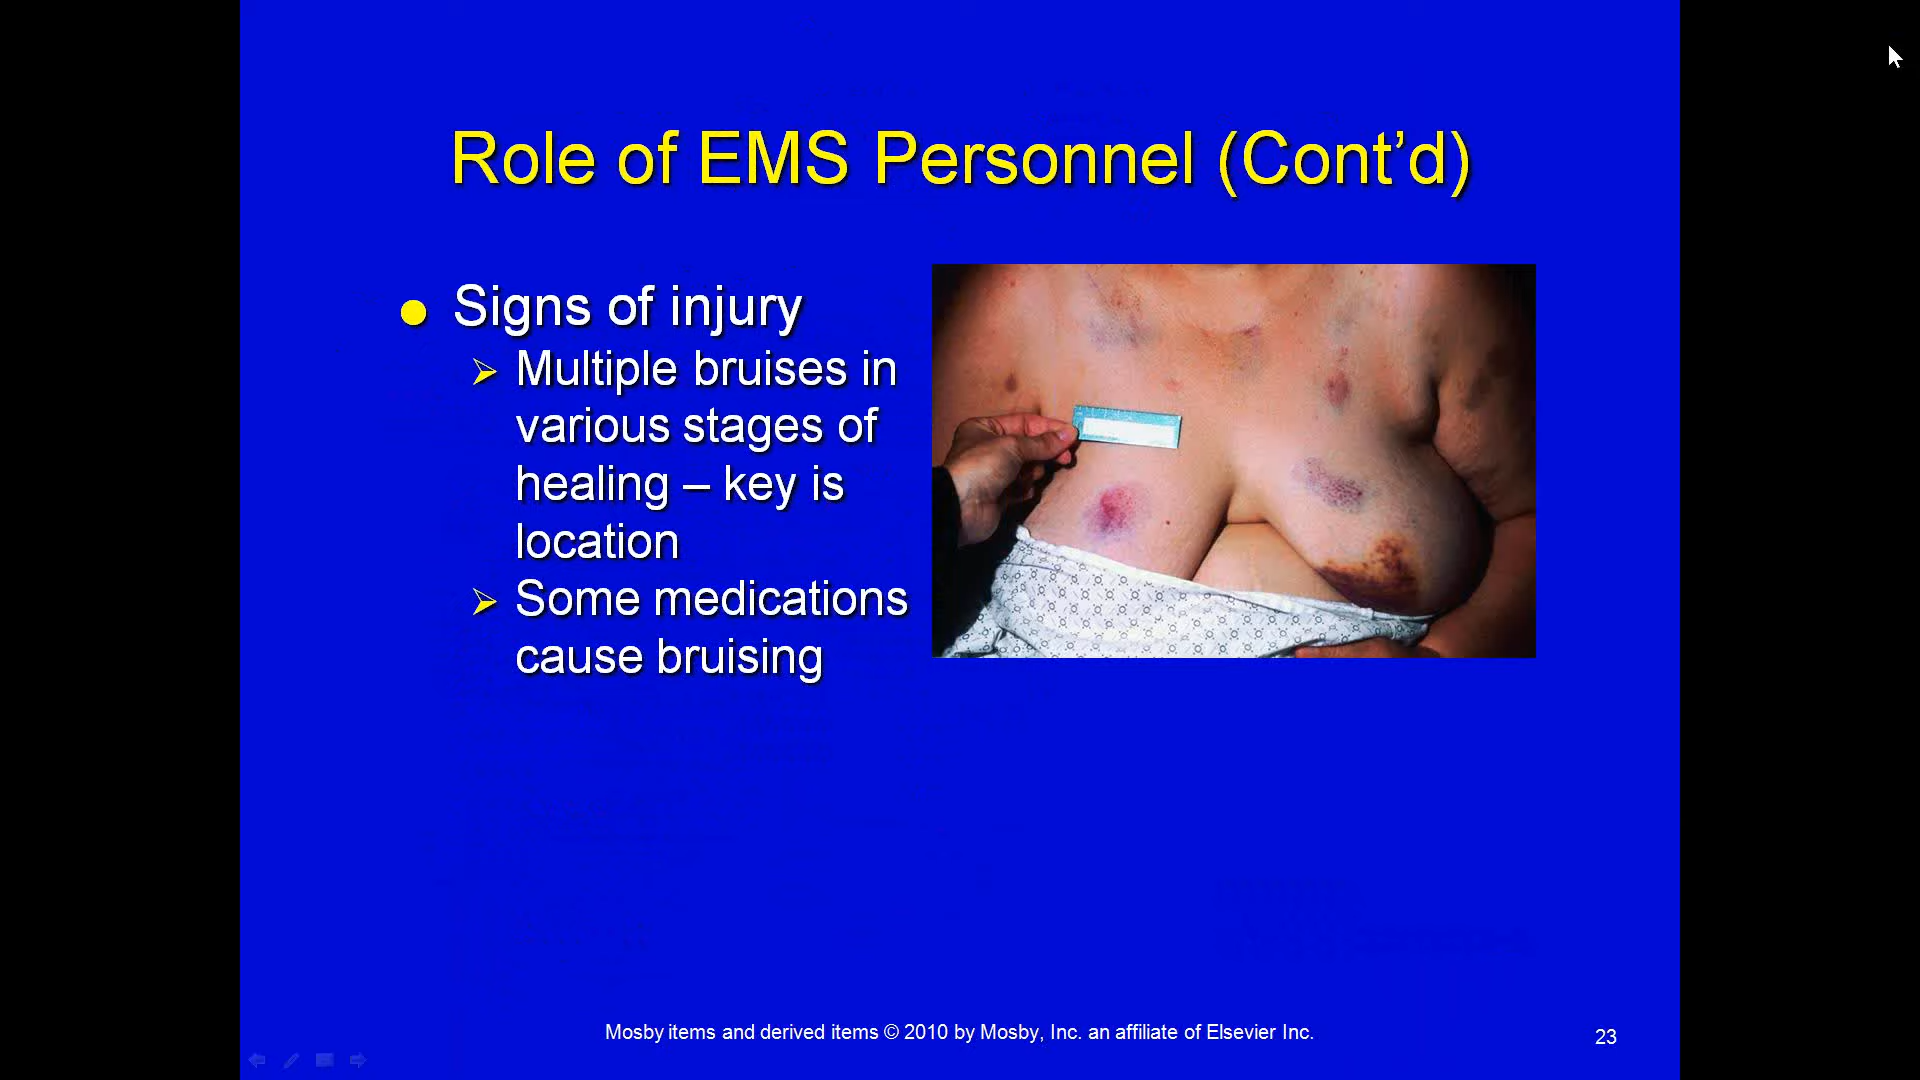 Role of EMS Personnel (Cont’d)
Signs of injury
Multiple bruises in
various stages of
healing – key is
location
Some medications
cause bruising
Mosby items and derived items © 2010 by Mosby, Inc. an affiliate of Elsevier Inc.
23